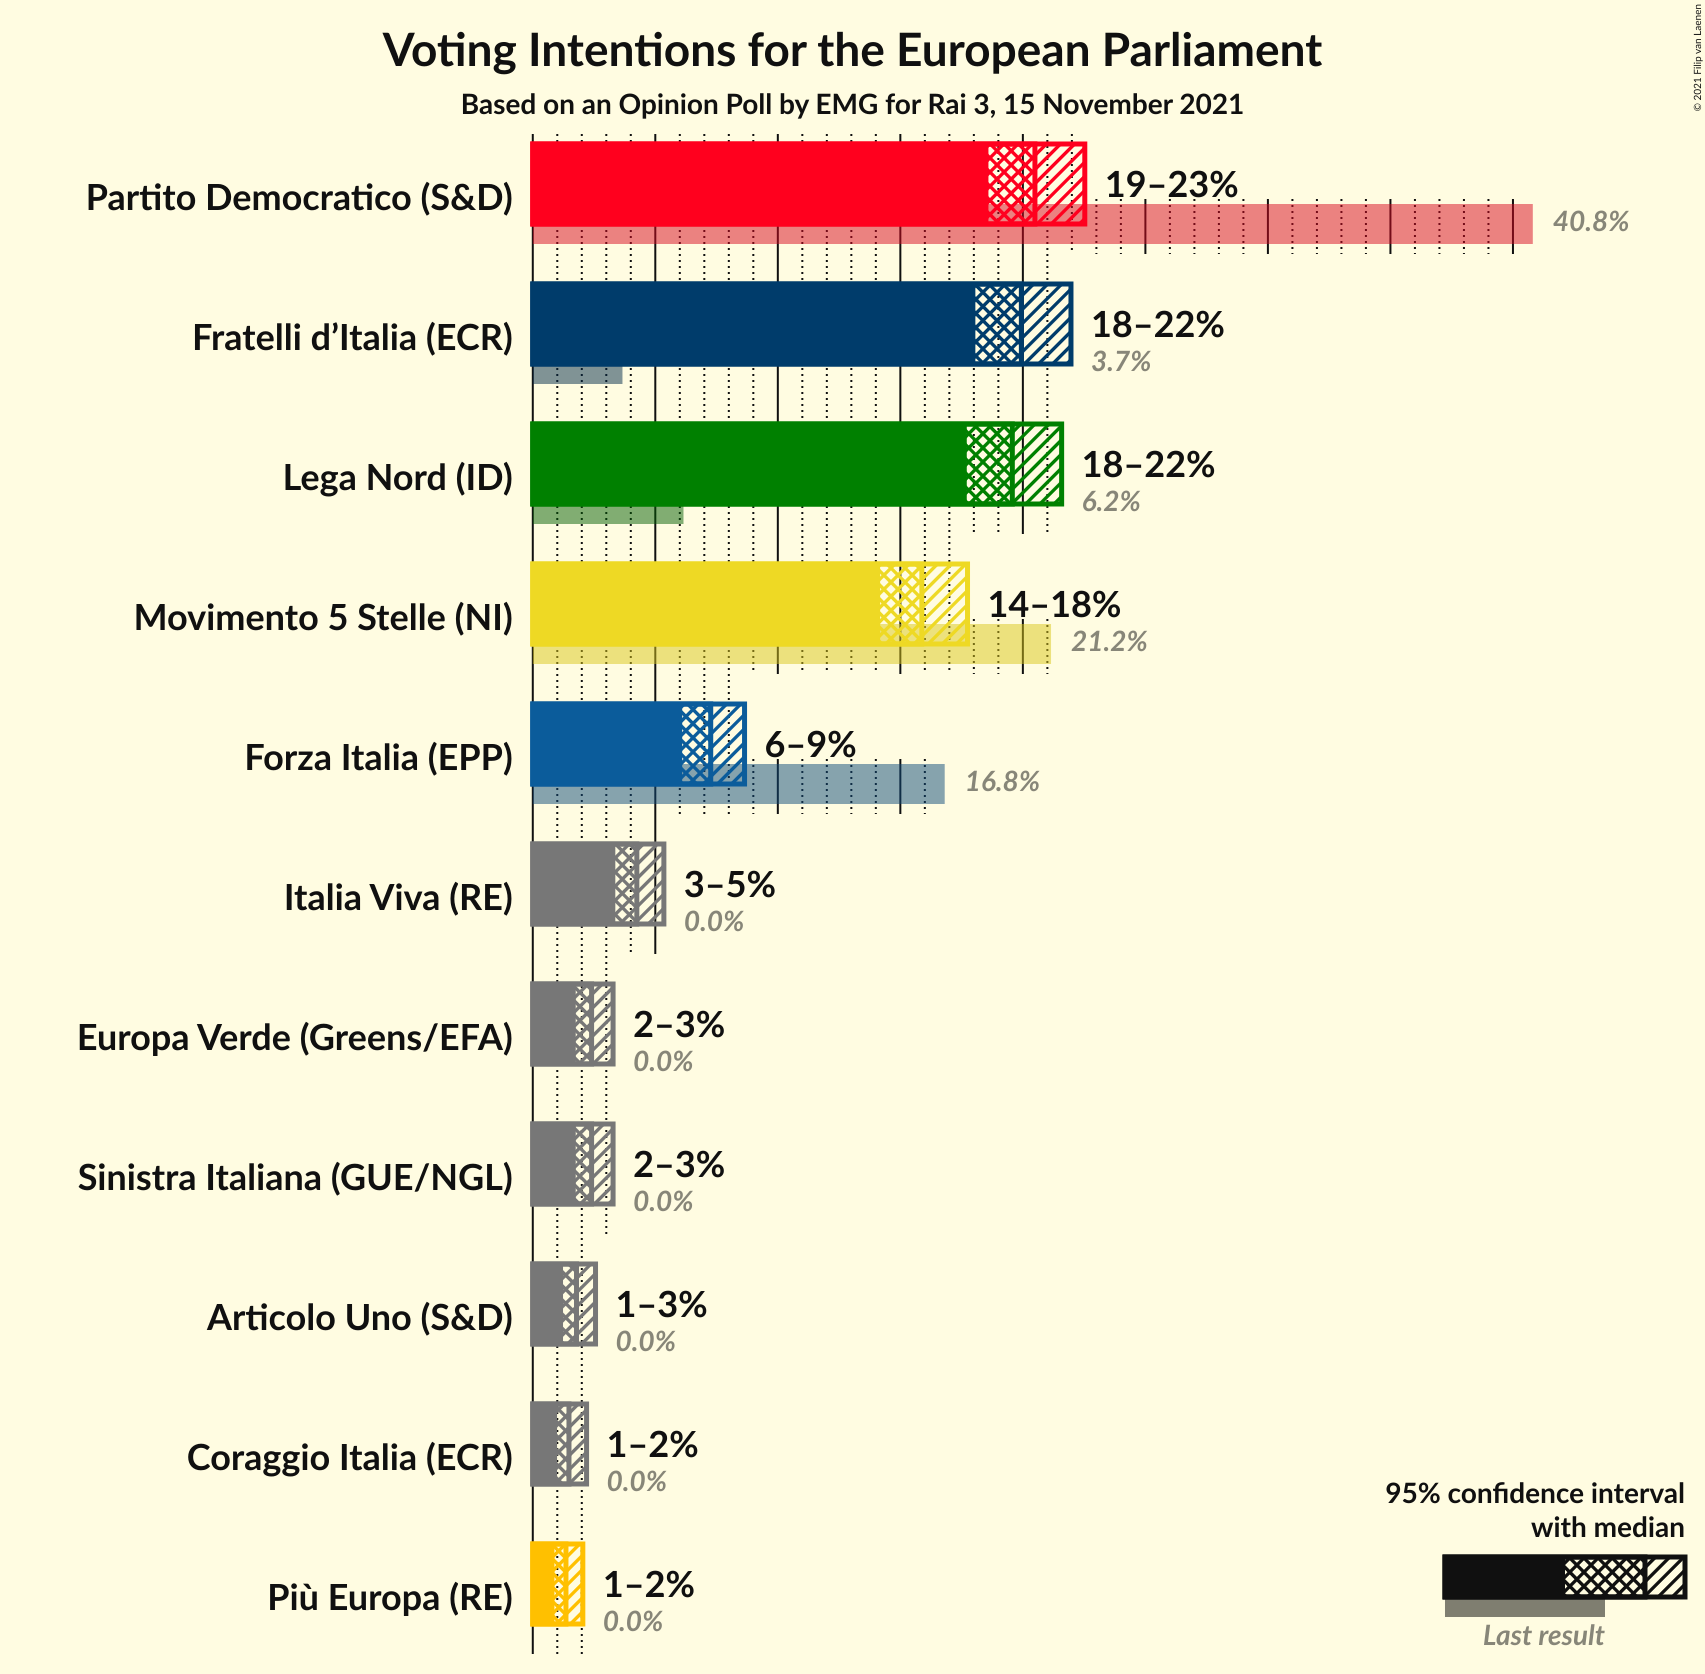 Voting Intentions for the European Parliament
Based on an Opinion Poll by EMG for Rai 3, 15 November 2021
© 2021 Filip van Laenen
Partito Democratico (S&D)
19–23%
40.8%
Fratelli d’Italia (ECR)
18–22%
3.7%
Lega Nord (ID)
18–22%
6.2%
Movimento 5 Stelle (NI)
14–18%
21.2%
Forza Italia (EPP)
6–9%
16.8%
Italia Viva (RE)
3–5%
0.0%
Europa Verde (Greens/EFA)
2–3%
0.0%
Sinistra Italiana (GUE/NGL)
2–3%
0.0%
Articolo Uno (S&D)
1–3%
0.0%
Coraggio Italia (ECR)
1–2%
0.0%
Più Europa (RE)
1–2%
0.0%
95% confidence interval
with median
Last result